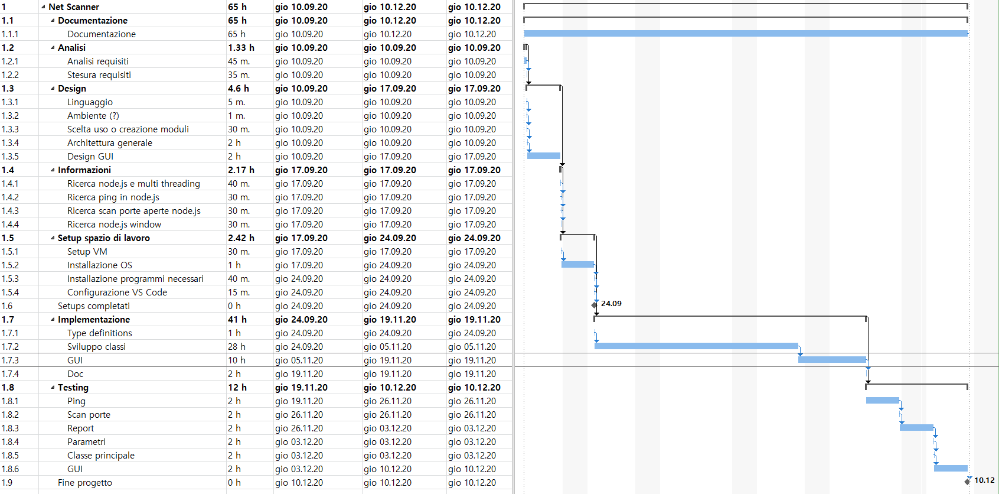 1 Net Scanner 65 h gio 10.09.20 gio 10.12.20 gio 10.12.20
1.1 Documentazione 65 h gio 10.09.20 gio 10.12.20 gio 10.12.20
1.1.1 Documentazione 65 h gio 10.09.20 gio 10.12.20 gio 10.12.20
1.2 Analisi 1.33 h gio 10.09.20 gio 10.09.20 gio 10.09.20
1.2.1 Analisi requisiti 45 m. gio 10.09.20 gio 10.09.20 gio 10.09.20
1.2.2 Stesura requisiti 35 m. gio 10.09.20 gio 10.09.20 gio 10.09.20
1.3 Design 4.6 h gio 10.09.20 gio 17.09.20 gio 17.09.20
1.3.1 Linguaggio 5 m. gio 10.09.20 gio 10.09.20 gio 10.09.20
1.3.2 Ambiente (?) 1 m. gio 10.09.20 gio 10.09.20 gio 10.09.20
1.3.3 Scelta uso o creazione moduli 30 m. gio 10.09.20 gio 10.09.20 gio 10.09.20
1.3.4 Architettura generale 2 h gio 10.09.20 gio 10.09.20 gio 10.09.20
1.3.5 Design GUI 2 h gio 10.09.20 gio 17.09.20 gio 17.09.20
1.4 Informazioni 2.17 h gio 17.09.20 gio 17.09.20 gio 17.09.20
1.4.1 Ricerca node.js e multi threading 40 m. gio 17.09.20 gio 17.09.20 gio 17.09.20
1.4.2 Ricerca ping in node.js 30 m. gio 17.09.20 gio 17.09.20 gio 17.09.20
1.4.3 Ricerca scan porte aperte node.js 30 m. gio 17.09.20 gio 17.09.20 gio 17.09.20
1.4.4 Ricerca node.js window 30 m. gio 17.09.20 gio 17.09.20 gio 17.09.20
1.5 Setup spazio di lavoro 2.42 h gio 17.09.20 gio 24.09.20 gio 24.09.20
1.5.1 Setup VM 30 m. gio 17.09.20 gio 17.09.20 gio 17.09.20
1.5.2 Installazione OS 1 h gio 17.09.20 gio 24.09.20 gio 24.09.20
1.5.3 Installazione programmi necessari 40 m. gio 24.09.20 gio 24.09.20 gio 24.09.20
1.5.4 Configurazione VS Code 15 m. gio 24.09.20 gio 24.09.20 gio 24.09.20
1.6 Setups completati 0 h gio 24.09.20 gio 24.09.20 gio 24.09.20 24.09
1.7 Implementazione 41 h gio 24.09.20 gio 19.11.20 gio 19.11.20
1.7.1 Type definitions 1 h gio 24.09.20 gio 24.09.20 gio 24.09.20
1.7.2 Sviluppo classi 28 h gio 24.09.20 gio 05.11.20 gio 05.11.20
1.7.3 GUI 10 h gio 05.11.20 gio 19.11.20 gio 19.11.20
1.7.4 Doc 2 h gio 19.11.20 gio 19.11.20 gio 19.11.20
1.8 Testing 12 h gio 19.11.20 gio 10.12.20 gio 10.12.20
1.8.1 Ping 2 h gio 19.11.20 gio 26.11.20 gio 26.11.20
1.8.2 Scan porte 2 h gio 26.11.20 gio 26.11.20 gio 26.11.20
1.8.3 Report 2 h gio 26.11.20 gio 03.12.20 gio 03.12.20
1.8.4 Parametri 2 h gio 03.12.20 gio 03.12.20 gio 03.12.20
1.8.5 Classe principale 2 h gio 03.12.20 gio 03.12.20 gio 03.12.20
1.8.6 GUI 2 h gio 03.12.20 gio 10.12.20 gio 10.12.20
1.9 Fine progetto 0 h gio 10.12.20 gio 10.12.20 gio 10.12.20 10.12